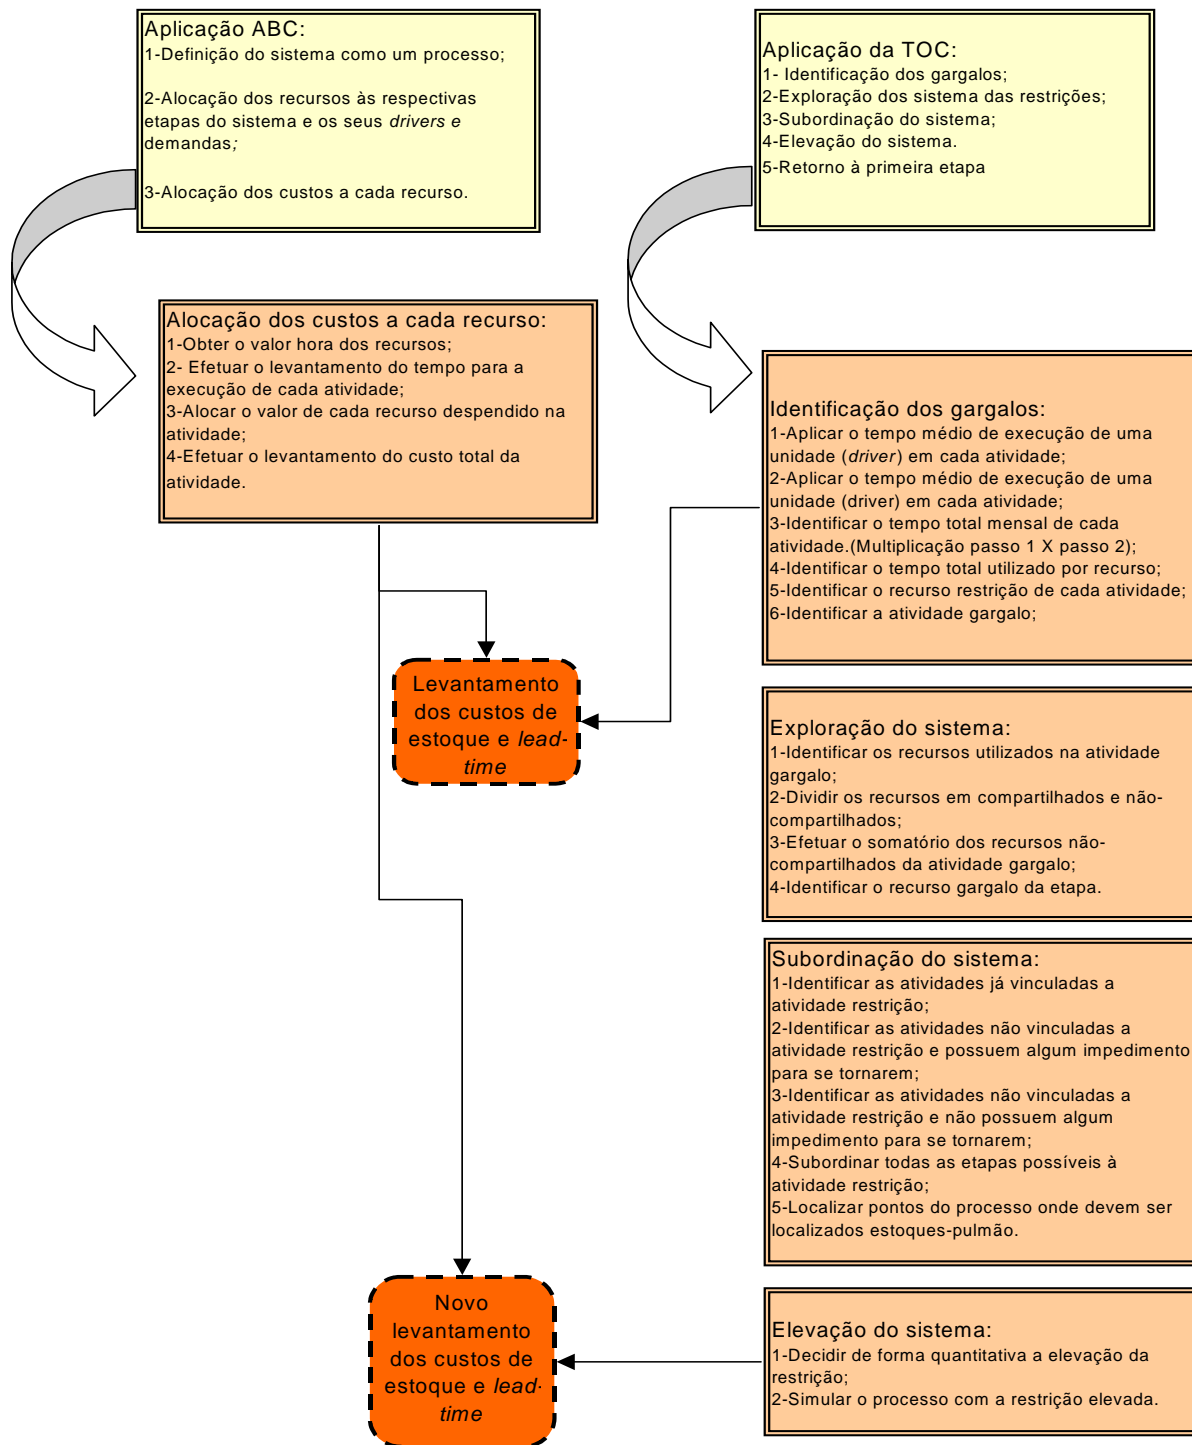 Aplicação ABC:
1-Definição do sistema como um processo;
2-Alocação dos recursos às respectivas
etapas do sistema e os seus drivers e
demandas;
3-Alocação dos custos a cada recurso.
Aplicação da TOC:
1- Identificação dos gargalos;
2-Exploração dos sistema das restrições;
3-Subordinação do sistema;
4-Elevação do sistema.
5-Retorno à primeira etapa
Alocação dos custos a cada recurso:
1-Obter o valor hora dos recursos;
2- Efetuar o levantamento do tempo para a
execução de cada atividade;
3-Alocar o valor de cada recurso despendido na
atividade;
4-Efetuar o levantamento do custo total da
atividade.
Identificação dos gargalos:
1-Aplicar o tempo médio de execução de uma
unidade (driver) em cada atividade;
2-Aplicar o tempo médio de execução de uma
unidade (driver) em cada atividade;
3-Identificar o tempo total mensal de cada
atividade.(Multiplicação passo 1 X passo 2);
4-Identificar o tempo total utilizado por recurso;
5-Identificar o recurso restrição de cada atividade;
6-Identificar a atividade gargalo;
Levantamento
dos custos de
estoque e lead-
time
Exploração do sistema:
1-Identificar os recursos utilizados na atividade
gargalo;
2-Dividir os recursos em compartilhados e não-
compartilhados;
3-Efetuar o somatório dos recursos não-
compartilhados da atividade gargalo;
4-Identificar o recurso gargalo da etapa.
Subordinação do sistema:
1-Identificar as atividades já vinculadas a
atividade restrição;
2-Identificar as atividades não vinculadas a
atividade restrição e possuem algum impedimento
para se tornarem;
3-Identificar as atividades não vinculadas a
atividade restrição e não possuem algum
impedimento para se tornarem;
4-Subordinar todas as etapas possíveis à
atividade restrição;
5-Localizar pontos do processo onde devem ser
localizados estoques-pulmão.
Novo
levantamento
dos custos de
estoque e lead-
time
Elevação do sistema:
1-Decidir de forma quantitativa a elevação da
restrição;
2-Simular o processo com a restrição elevada.